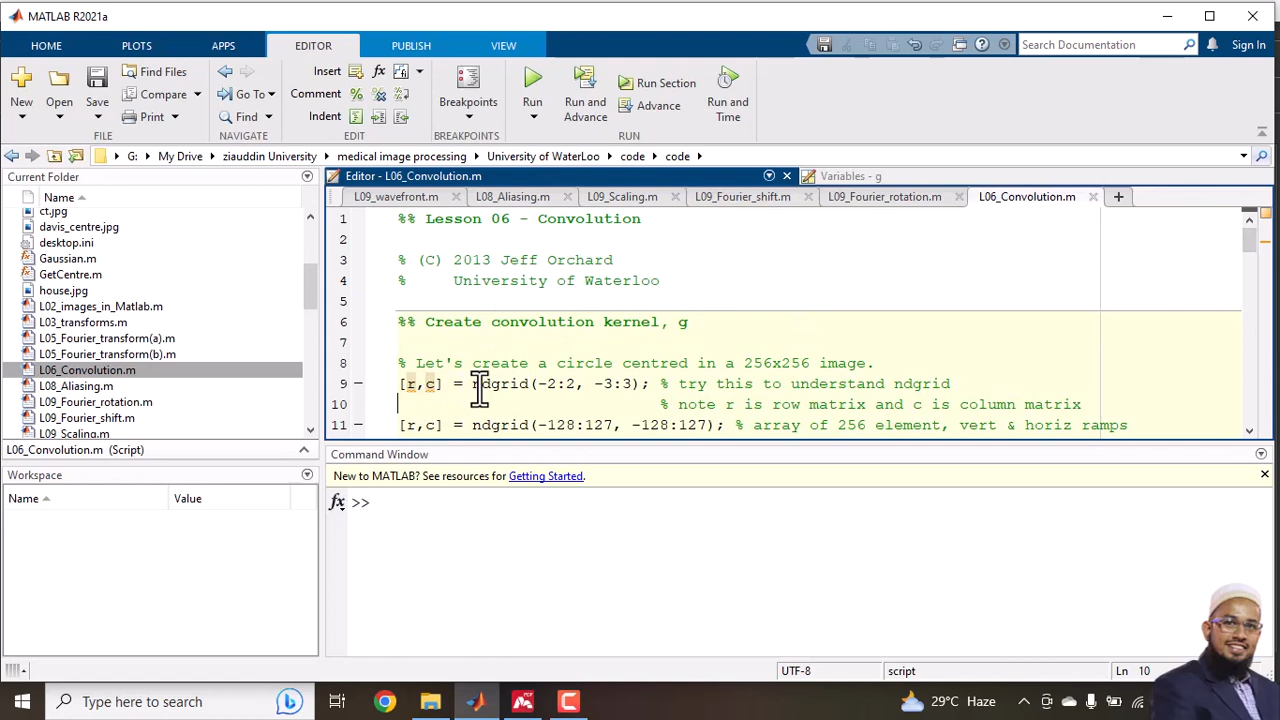 MATLAB R2021a
HOME PLOTS APPS EDITOR PUBLISH VIEW Search Documentation Sign In
New Open Save Find Files Compare Print Go To Find Insert Comment Indent Breakpoints Run Run and Advance Run Section Advance Run and Time
FILE NAVIGATE EDIT BREAKPOINTS RUN
G: My Drive ziauddin University medical image processing University of WaterLoo code code
Current Folder
Name
ct.jpg
davis_centre.jpg
desktop.ini
Gaussian.m
GetCentre.m
house.jpg
L02_images_in_Matlab.m
L03_transforms.m
L05_Fourier_transform(a).m
L05_Fourier_transform(b).m
L06_Convolution.m
L08_Aliasing.m
L09_Fourier_rotation.m
L09_Fourier_shift.m
L09_Scaling.m
L06_Convolution.m (Script)
Workspace
Name Value
Editor - L06_Convolution.m Variables - g
L09_wavefront.m L08_Aliasing.m L09_Scaling.m L09_Fourier_shift.m L09_Fourier_rotation.m L06_Convolution.m
1 %% Lesson 06 - Convolution
2
3 % (C) 2013 Jeff Orchard
4 % University of Waterloo
5
6 %% Create convolution kernel, g
7
8 % Let's create a circle centred in a 256x256 image.
9 [r,c] = ndgrid(-2:2, -3:3); % try this to understand ndgrid
10 % note r is row matrix and c is column matrix
11 [r,c] = ndgrid(-128:127, -128:127); % array of 256 element, vert & horiz ramps
Command Window
New to MATLAB? See resources for Getting Started.
fx >>
UTF-8 script Ln 10
Type here to search 29°C Haze